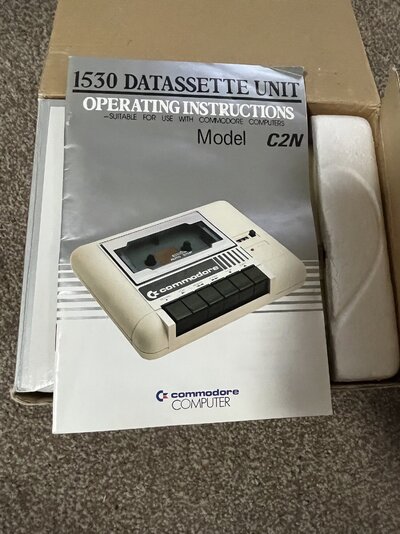 1530 DATASSETTE UNIT
OPERATING INSTRUCTIONS
—SUITABLE FOR USE WITH COMMODORE COMPUTERS
Model C2N
commodore
commodore
COMPUTER